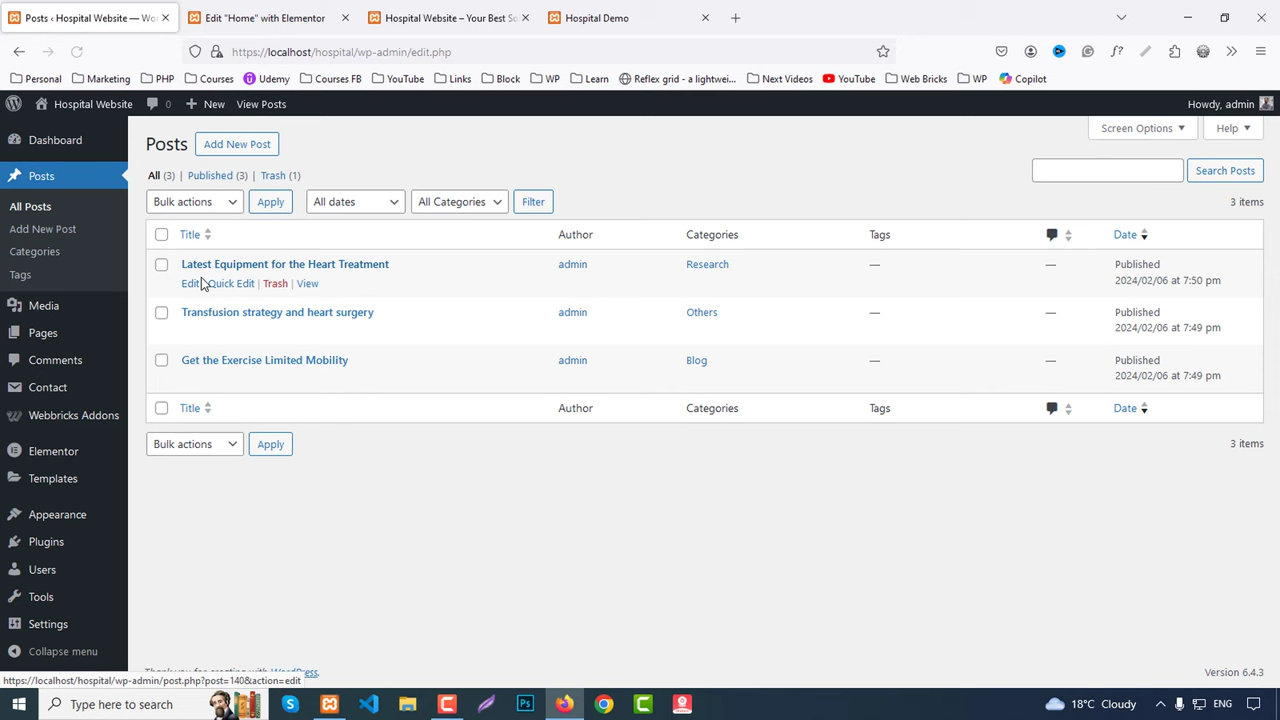 Posts ‹ Hospital Website — Wo
Edit "Home" with Elementor
Hospital Website – Your Best So
Hospital Demo
https://localhost/hospital/wp-admin/edit.php
Personal
Marketing
PHP
Courses
Udemy
Courses FB
YouTube
Links
Block
WP
Learn
Reflex grid - a lightwei...
Next Videos
YouTube
Web Bricks
WP
Copilot
Hospital Website
0
New
View Posts
Howdy, admin
Dashboard
Posts
All Posts
Add New Post
Categories
Tags
Media
Pages
Comments
Contact
Webbricks Addons
Elementor
Templates
Appearance
Plugins
Users
Tools
Settings
Collapse menu
Screen Options
Help
Posts
Add New Post
All (3) | Published (3) | Trash (1)
Search Posts
Bulk actions
Apply
All dates
All Categories
Filter
3 items
Title
Author
Categories
Tags
Date
Latest Equipment for the Heart Treatment
admin
Research
—
—
Published
2024/02/06 at 7:50 pm
Edit Quick Edit | Trash | View
Transfusion strategy and heart surgery
admin
Others
—
—
Published
2024/02/06 at 7:49 pm
Get the Exercise Limited Mobility
admin
Blog
—
—
Published
2024/02/06 at 7:49 pm
Title
Author
Categories
Tags
Date
Bulk actions
Apply
3 items
Thank you for creating with WordPress.
Version 6.4.3
https://localhost/hospital/wp-admin/post.php?post=140&action=edit
Type here to search
18°C Cloudy
ENG